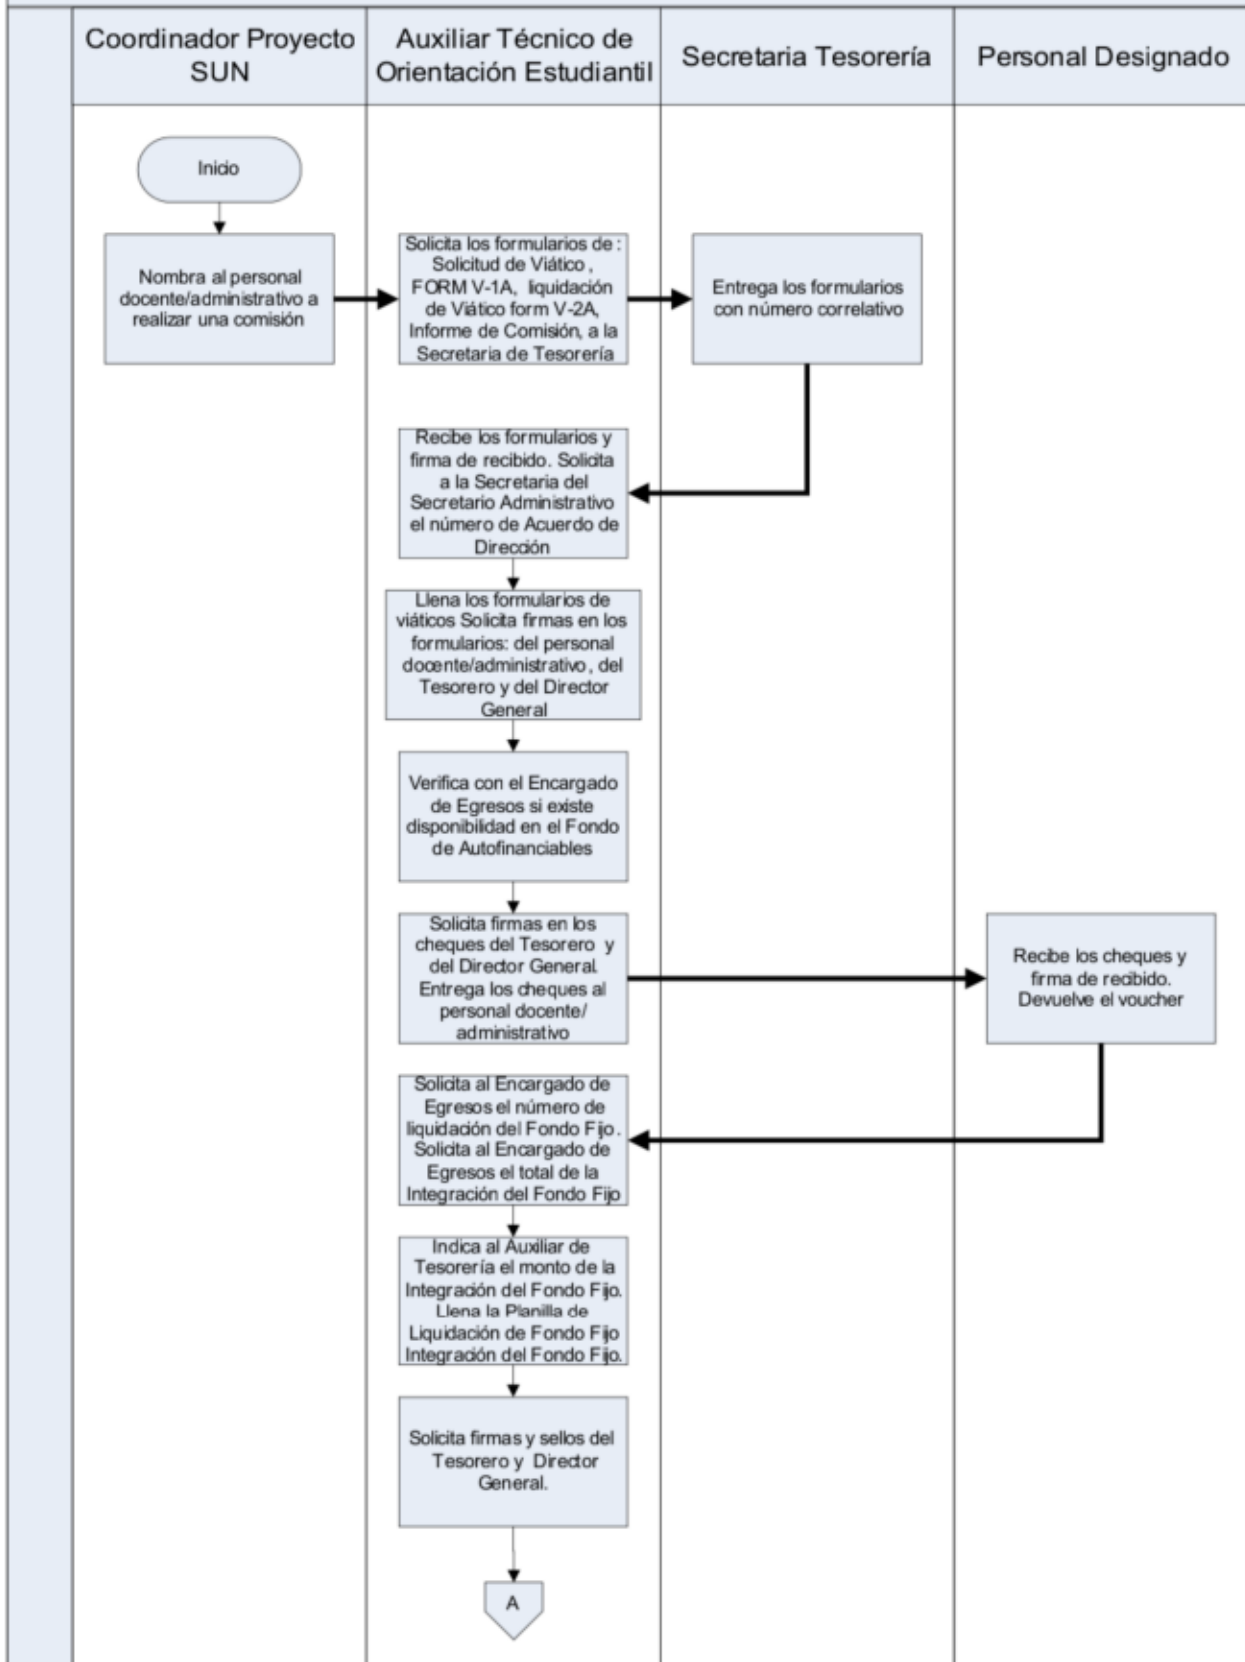 Coordinador Proyecto
SUN
Auxiliar Técnico de
Orientación Estudiantil
Secretaria Tesorería
Personal Designado
Inicio
Nombra al personal
docente/administrativo a
realizar una comisión
Solicita los formularios de :
Solicitud de Viático ,
FORM V-1A, liquidación
de Viático form V-2A,
Informe de Comisión, a la
Secretaria de Tesorería
Entrega los formularios
con número correlativo
Recibe los formularios y
firma de recibido. Solicita
a la Secretaria del
Secretario Administrativo
el número de Acuerdo de
Dirección
Llena los formularios de
viáticos Solicita firmas en los
formularios: del personal
docente/administrativo , del
Tesorero y del Director
General
Verifica con el Encargado
de Egresos si existe
disponibilidad en el Fondo
de Autofinanciables
Solicita firmas en los
cheques del Tesorero y
del Director General.
Entrega los cheques al
personal docente/
administrativo
Recibe los cheques y
firma de recibido.
Devuelve el voucher
Solicita al Encargado de
Egresos el número de
liquidación del Fondo Fijo .
Solicita al Encargado de
Egresos el total de la
Integración del Fondo Fijo
Indica al Auxiliar de
Tesorería el monto de la
Integración del Fondo Fijo.
Llena la Planilla de
Liquidación de Fondo Fijo
Integración del Fondo Fijo.
Solicita firmas y sellos del
Tesorero y Director
General.
A